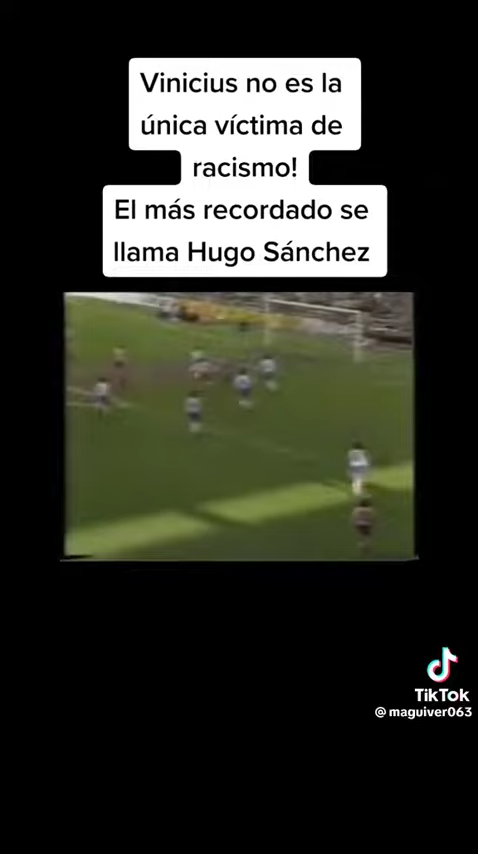 Vinicius no es la
única víctima de
racismo!
El más recordado se
llama Hugo Sánchez
TikTok
@maguiver063